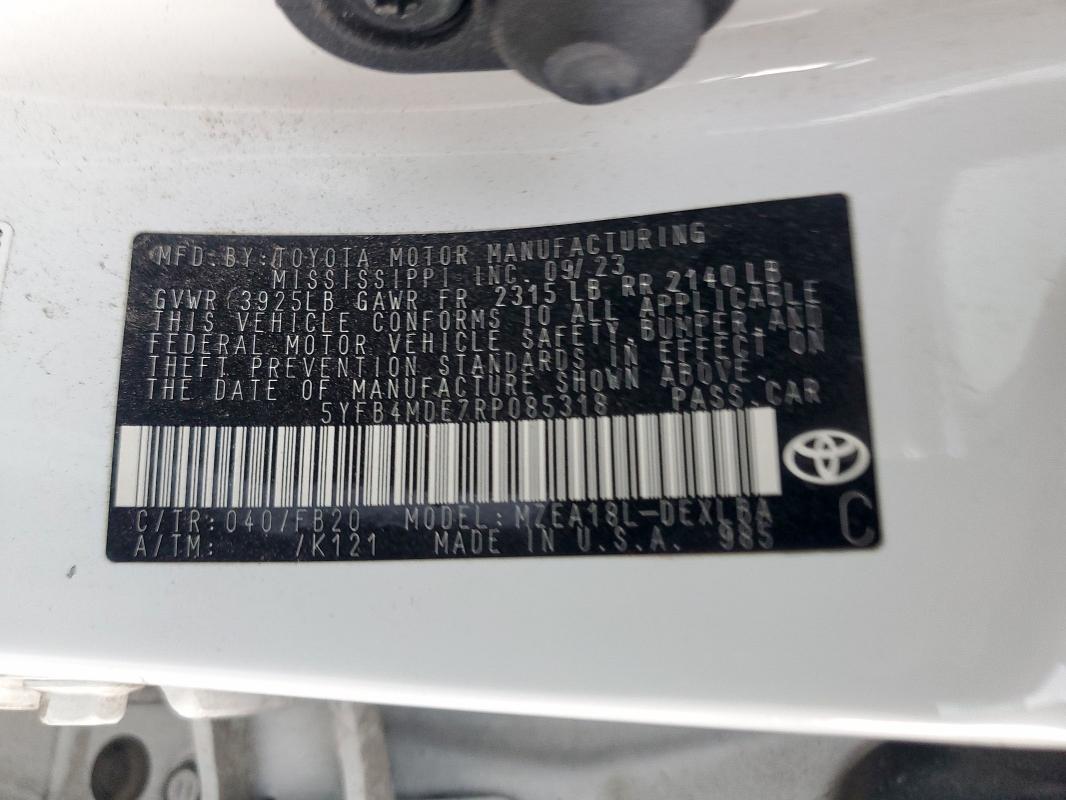 MFD. BY: TOYOTA MOTOR MANUFACTURING
MISSISSIPPI INC. 09/23
GVWR 3925LB GAWR FR 2315 LB RR 2140 LB
THIS VEHICLE CONFORMS TO ALL APPLICABLE
FEDERAL MOTOR VEHICLE SAFETY, BUMPER, AND
THEFT PREVENTION STANDARDS IN EFFECT ON
THE DATE OF MANUFACTURE SHOWN ABOVE.
5YFB4MDE7RP085318 PASS. CAR
C/TR: 040/FB20 MODEL: MZEA18L-DEXLBA
A/TM: /K121 MADE IN U.S.A. 985
C